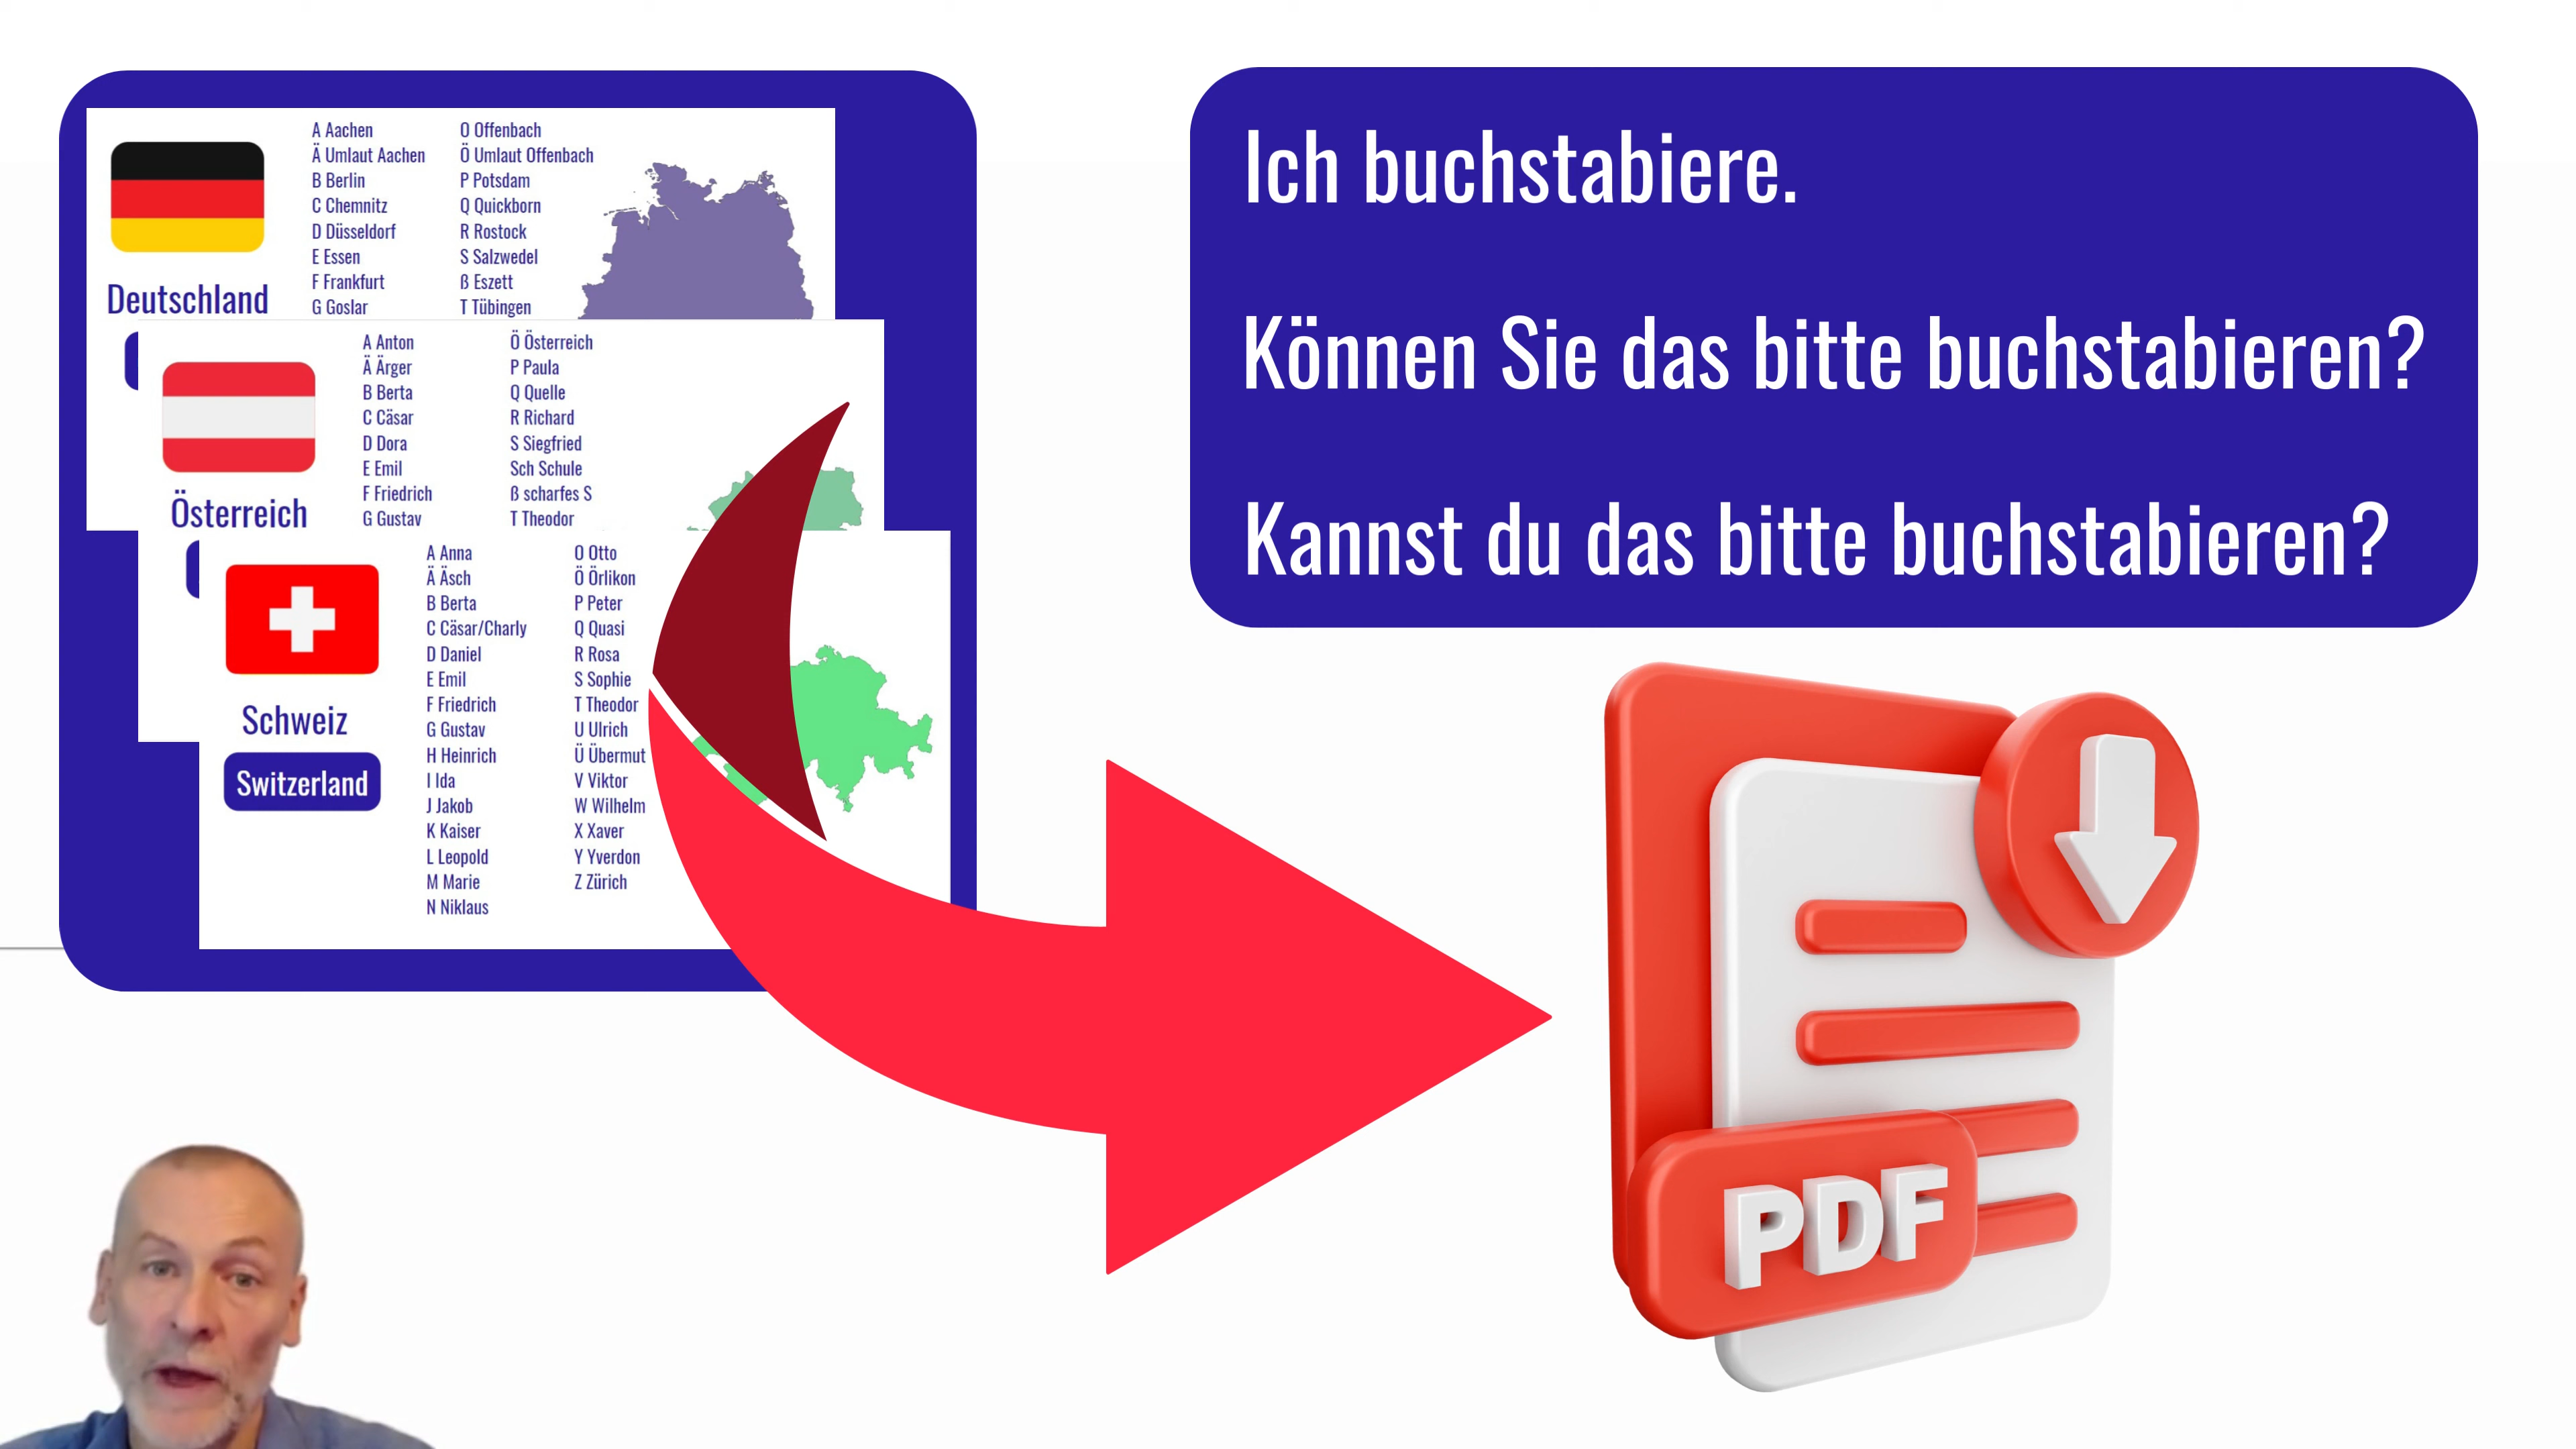 Deutschland
A Aachen
Ä Umlaut Aachen
B Berlin
C Chemnitz
D Düsseldorf
E Essen
F Frankfurt
G Goslar
O Offenbach
Ö Umlaut Offenbach
P Potsdam
Q Quickborn
R Rostock
S Salzwedel
ß Eszett
T Tübingen
Österreich
A Anton
Ä Ärger
B Berta
C Cäsar
D Dora
E Emil
F Friedrich
G Gustav
Ö Österreich
P Paula
Q Quelle
R Richard
S Siegfried
Sch Schule
ß scharfes S
T Theodor
Schweiz
Switzerland
A Anna
Ä Äsch
B Berta
C Cäsar/Charly
D Daniel
E Emil
F Friedrich
G Gustav
H Heinrich
I Ida
J Jakob
K Kaiser
L Leopold
M Marie
N Niklaus
O Otto
Ö Örlikon
P Peter
Q Quasi
R Rosa
S Sophie
T Theodor
U Ulrich
Ü Übermut
V Viktor
W Wilhelm
X Xaver
Y Yverdon
Z Zürich
Ich buchstabiere.
Können Sie das bitte buchstabieren?
Kannst du das bitte buchstabieren?
PDF